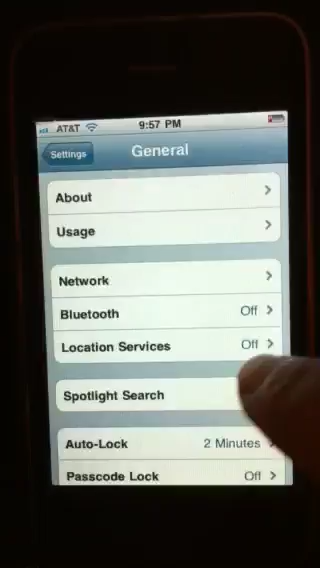 AT&T 9:57 PM
Settings General
About
Usage
Network
Bluetooth Off
Location Services Off
Spotlight Search
Auto-Lock 2 Minutes
Passcode Lock Off